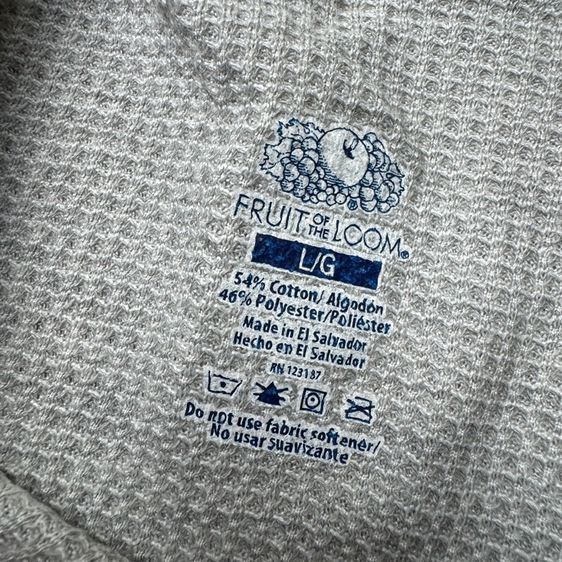 FRUIT OF THE LOOM®
L/G
54% Cotton/Algodón
46% Polyester/Poliéster
Made in El Salvador
Hecho en El Salvador
RN 123187
Do not use fabric softener/
No usar suavizante